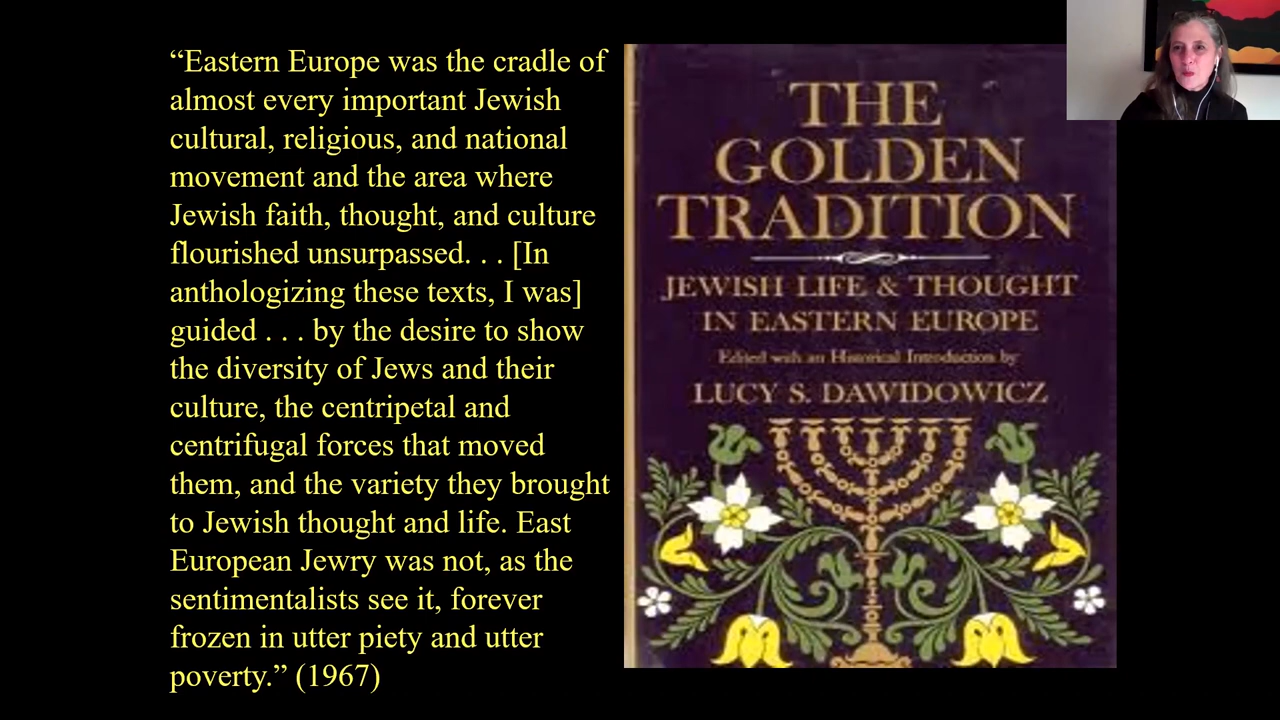 “Eastern Europe was the cradle of
almost every important Jewish
cultural, religious, and national
movement and the area where
Jewish faith, thought, and culture
flourished unsurpassed. . . [In
anthologizing these texts, I was]
guided . . . by the desire to show
the diversity of Jews and their
culture, the centripetal and
centrifugal forces that moved
them, and the variety they brought
to Jewish thought and life. East
European Jewry was not, as the
sentimentalists see it, forever
frozen in utter piety and utter
poverty.” (1967)
THE
GOLDEN
TRADITION
JEWISH LIFE & THOUGHT
IN EASTERN EUROPE
Edited with an Historical Introduction by
LUCY S. DAWIDOWICZ